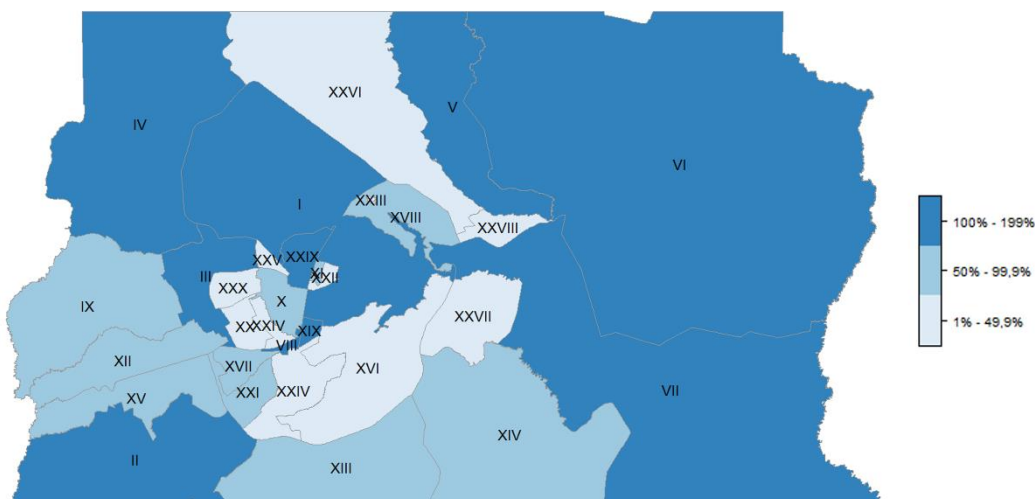 XXVI
V
IV
VI
XXIII
I
XVIII
XXVIII
100% - 199%
XXV
XXIX
III
XXII
XXX
50% - 99,9%
X
IX
XXVII
1% - 49,9%
XXIV
XIX
VIII
XII
XVII
XVI
XXI
XXIV
VII
XV
XIV
II
XIII